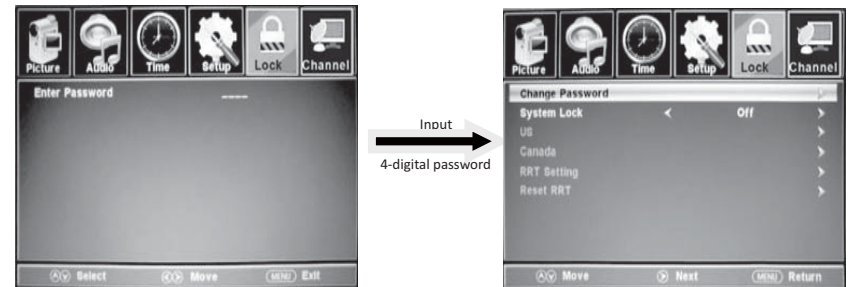 Picture Audio Time Setup Lock Channel
Enter Password ____
Select Move MENU Exit
Input
4-digital password
Picture Audio Time Setup Lock Channel
Change Password
System Lock Off
US
Canada
RRT Setting
Reset RRT
Move Next MENU Return